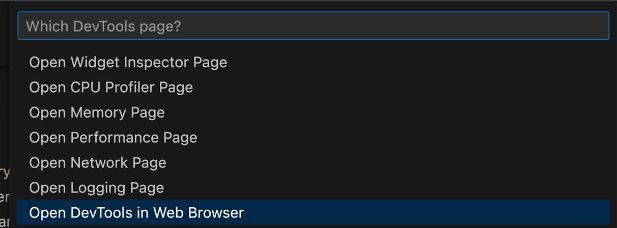 Which DevTools page?
Open Widget Inspector Page
Open CPU Profiler Page
Open Memory Page
Open Performance Page
Open Network Page
Open Logging Page
Open DevTools in Web Browser